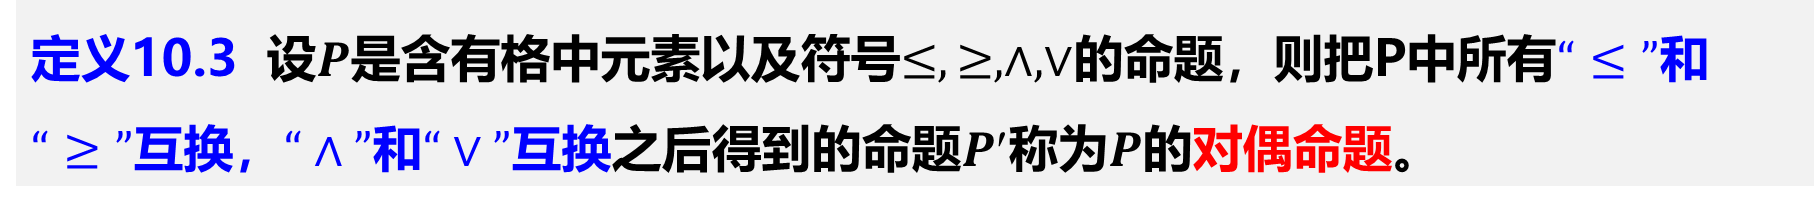 定义10.3 设P是含有格中元素以及符号≤, ≥,∧,∨的命题，则把P中所有“ ≤ ”和
“ ≥ ”互换，“ ∧ ”和“ ∨ ”互换之后得到的命题P′称为P的对偶命题。